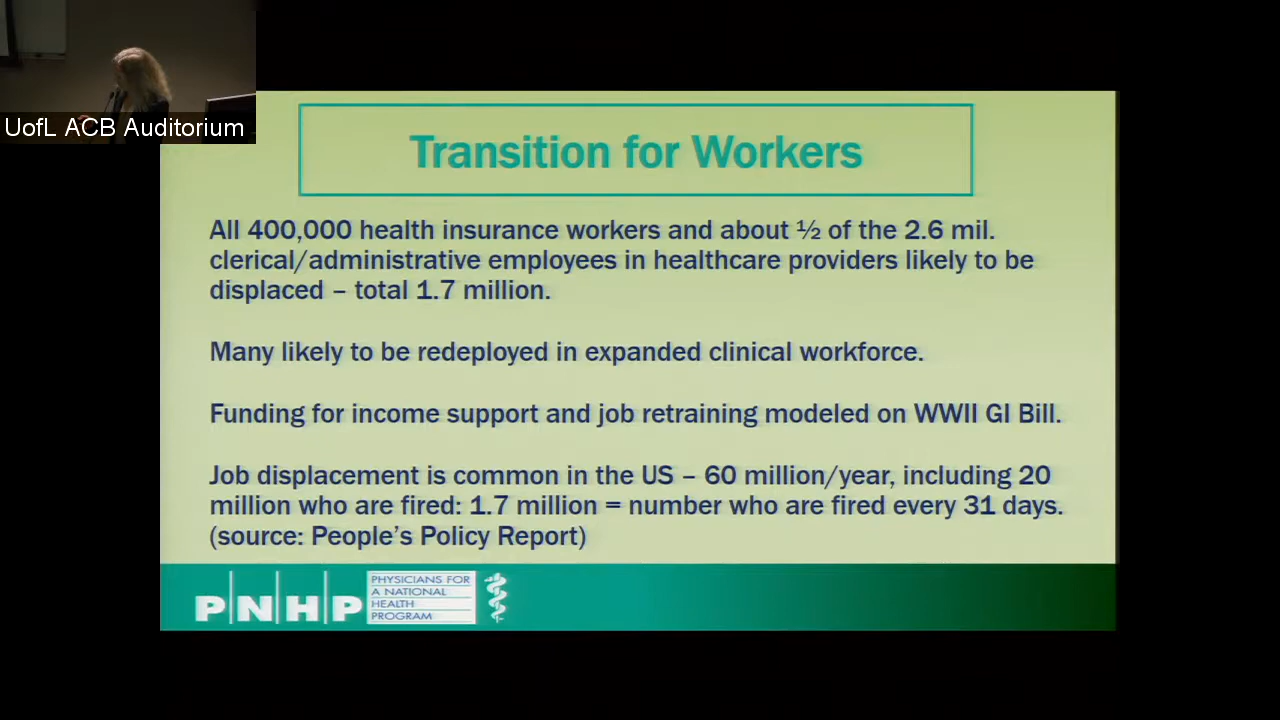 UofL ACB Auditorium
Transition for Workers
All 400,000 health insurance workers and about ½ of the 2.6 mil.
clerical/administrative employees in healthcare providers likely to be
displaced – total 1.7 million.
Many likely to be redeployed in expanded clinical workforce.
Funding for income support and job retraining modeled on WWII GI Bill.
Job displacement is common in the US – 60 million/year, including 20
million who are fired: 1.7 million = number who are fired every 31 days.
(source: People’s Policy Report)
PNHP
PHYSICIANS FOR
A NATIONAL
HEALTH
PROGRAM